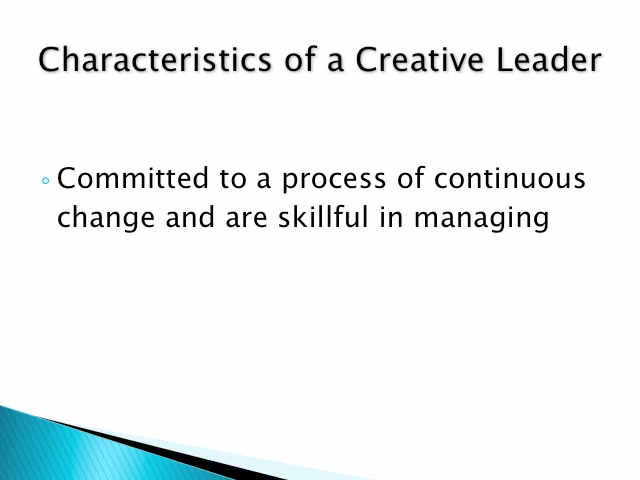 Characteristics of a Creative Leader
Committed to a process of continuous
change and are skillful in managing